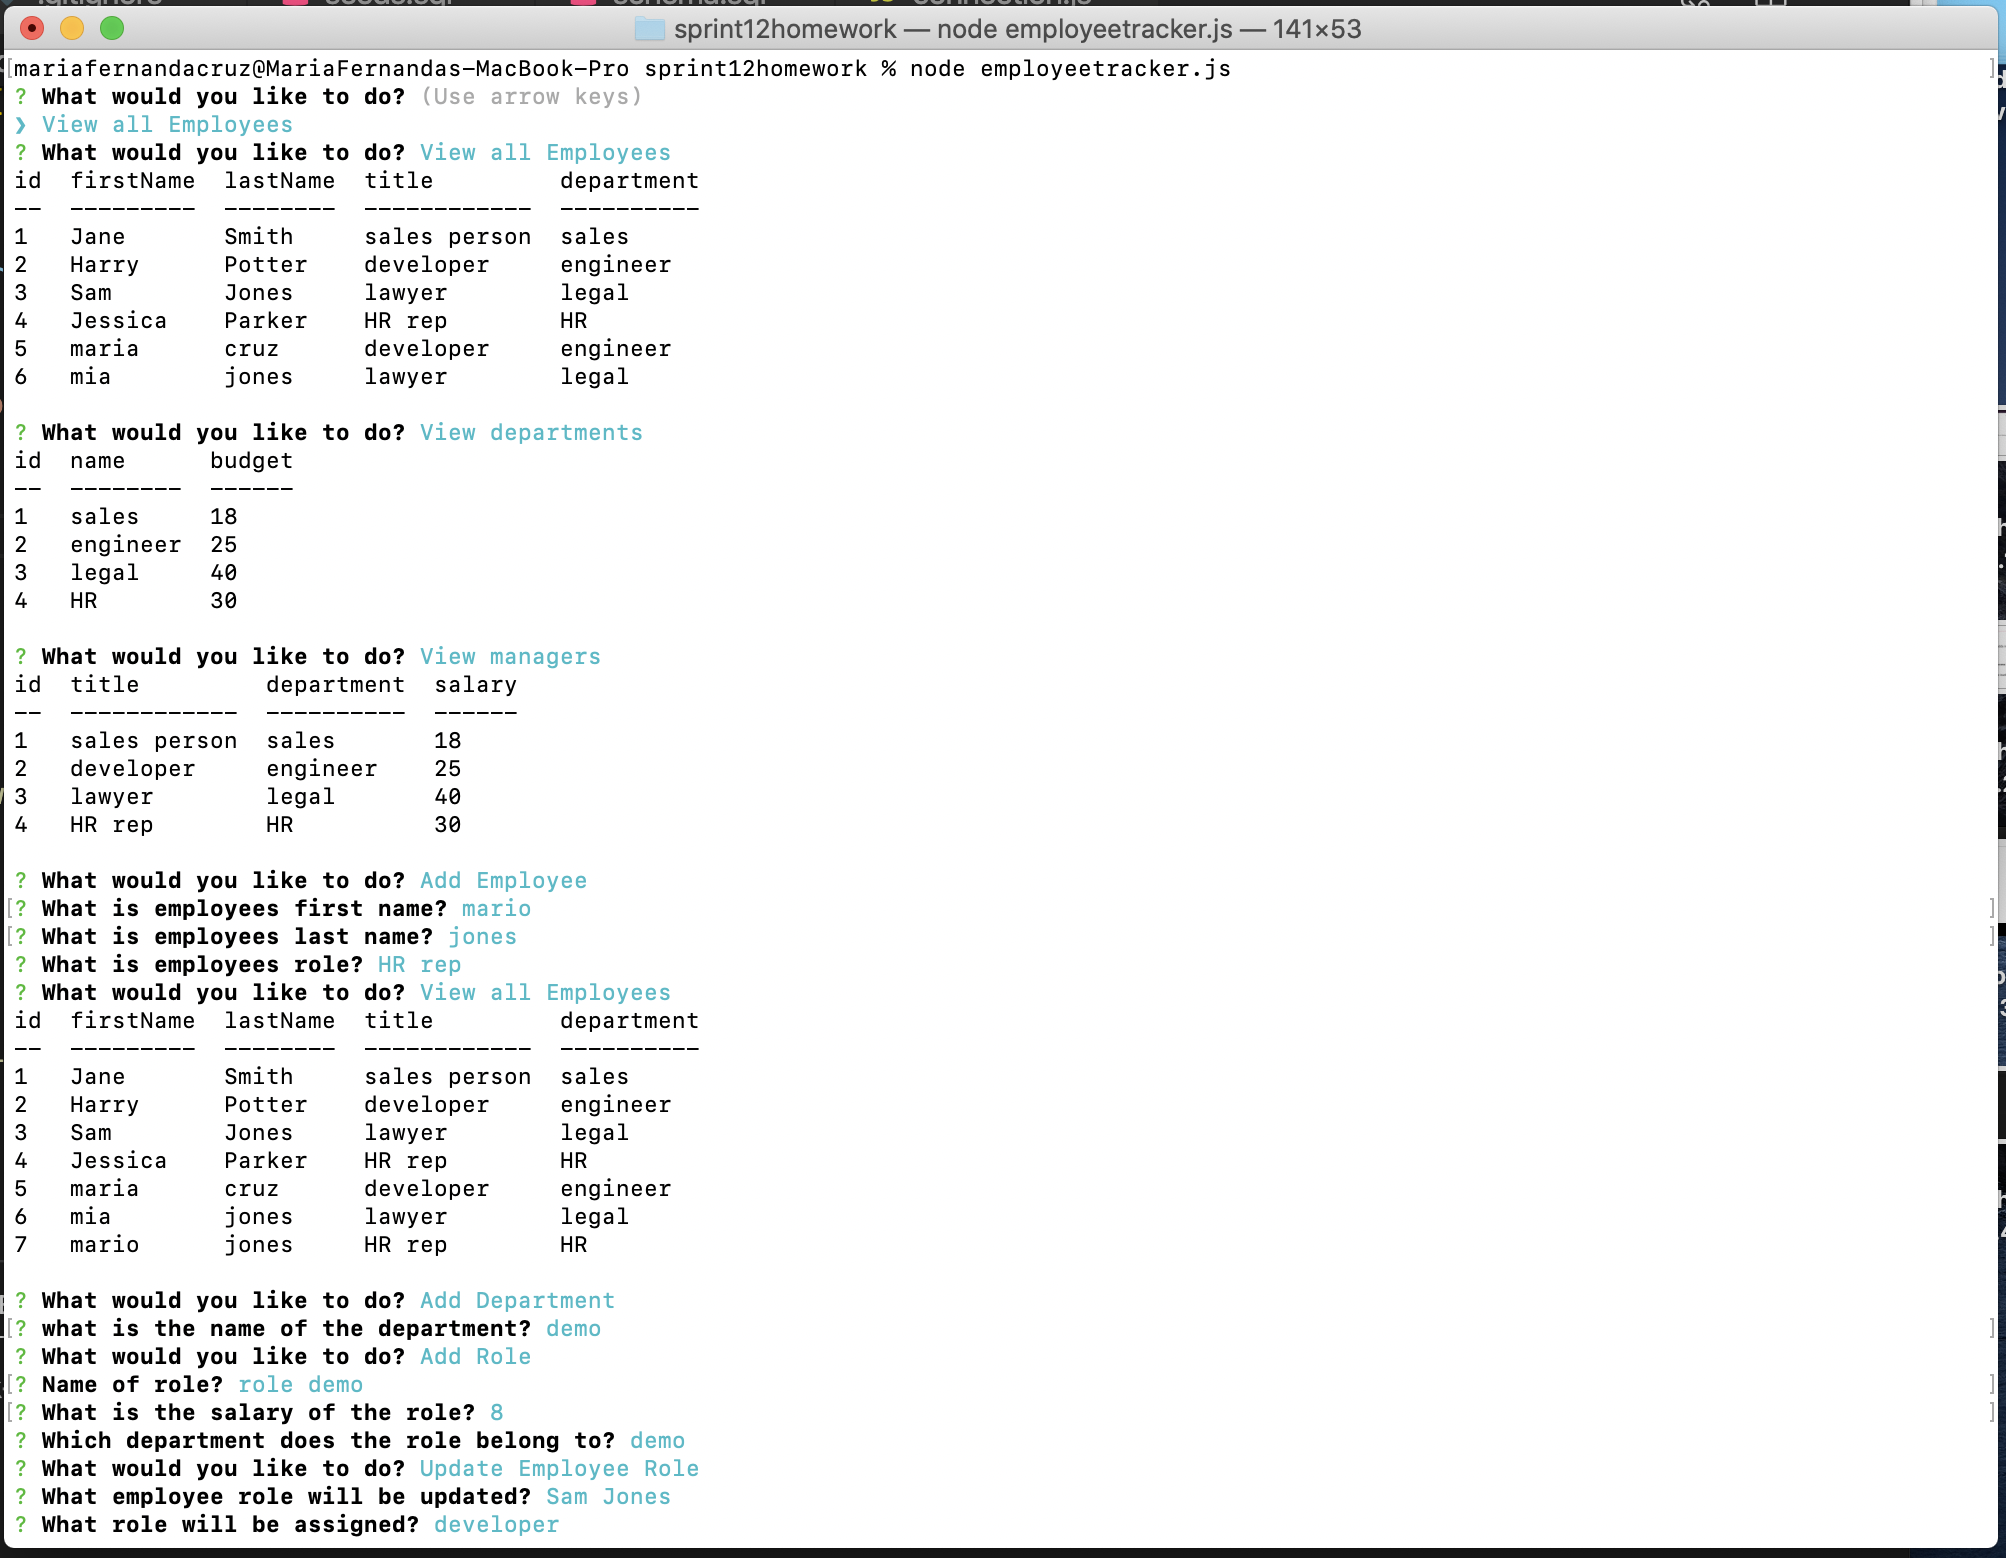 sprint12homework — node employeetracker.js — 141×53
[mariafernandacruz@MariaFernandas-MacBook-Pro sprint12homework % node employeetracker.js ]
? What would you like to do? (Use arrow keys)
❯ View all Employees
? What would you like to do? View all Employees
id  firstName  lastName  title         department
--  ---------  --------  ------------  ----------
1   Jane       Smith     sales person  sales
2   Harry      Potter    developer     engineer
3   Sam        Jones     lawyer        legal
4   Jessica    Parker    HR rep        HR
5   maria      cruz      developer     engineer
6   mia        jones     lawyer        legal
? What would you like to do? View departments
id  name      budget
--  --------  ------
1   sales     18
2   engineer  25
3   legal     40
4   HR        30
? What would you like to do? View managers
id  title         department  salary
--  ------------  ----------  ------
1   sales person  sales       18
2   developer     engineer    25
3   lawyer        legal       40
4   HR rep        HR          30
? What would you like to do? Add Employee
[? What is employees first name? mario ]
[? What is employees last name? jones ]
? What is employees role? HR rep
? What would you like to do? View all Employees
id  firstName  lastName  title         department
--  ---------  --------  ------------  ----------
1   Jane       Smith     sales person  sales
2   Harry      Potter    developer     engineer
3   Sam        Jones     lawyer        legal
4   Jessica    Parker    HR rep        HR
5   maria      cruz      developer     engineer
6   mia        jones     lawyer        legal
7   mario      jones     HR rep        HR
? What would you like to do? Add Department
[? what is the name of the department? demo ]
? What would you like to do? Add Role
[? Name of role? role demo ]
[? What is the salary of the role? 8 ]
? Which department does the role belong to? demo
? What would you like to do? Update Employee Role
? What employee role will be updated? Sam Jones
? What role will be assigned? developer